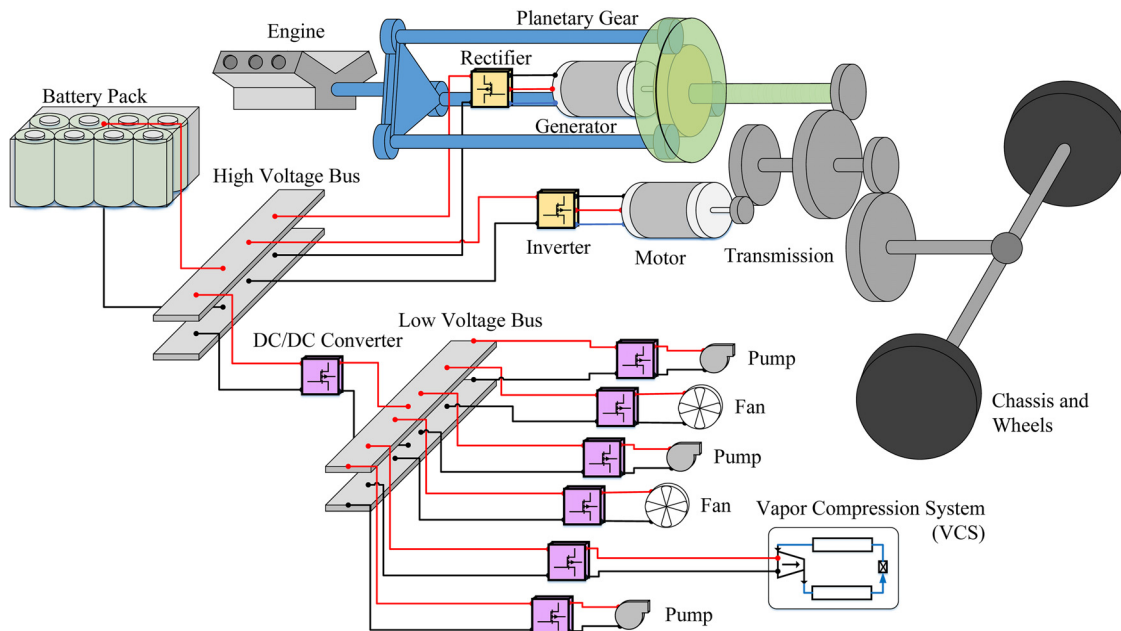 Planetary Gear
Engine
Rectifier
Battery Pack
Generator
High Voltage Bus
Inverter
Motor
Transmission
Low Voltage Bus
DC/DC Converter
Pump
Fan
Chassis and
Wheels
Pump
Fan
Vapor Compression System
(VCS)
Pump